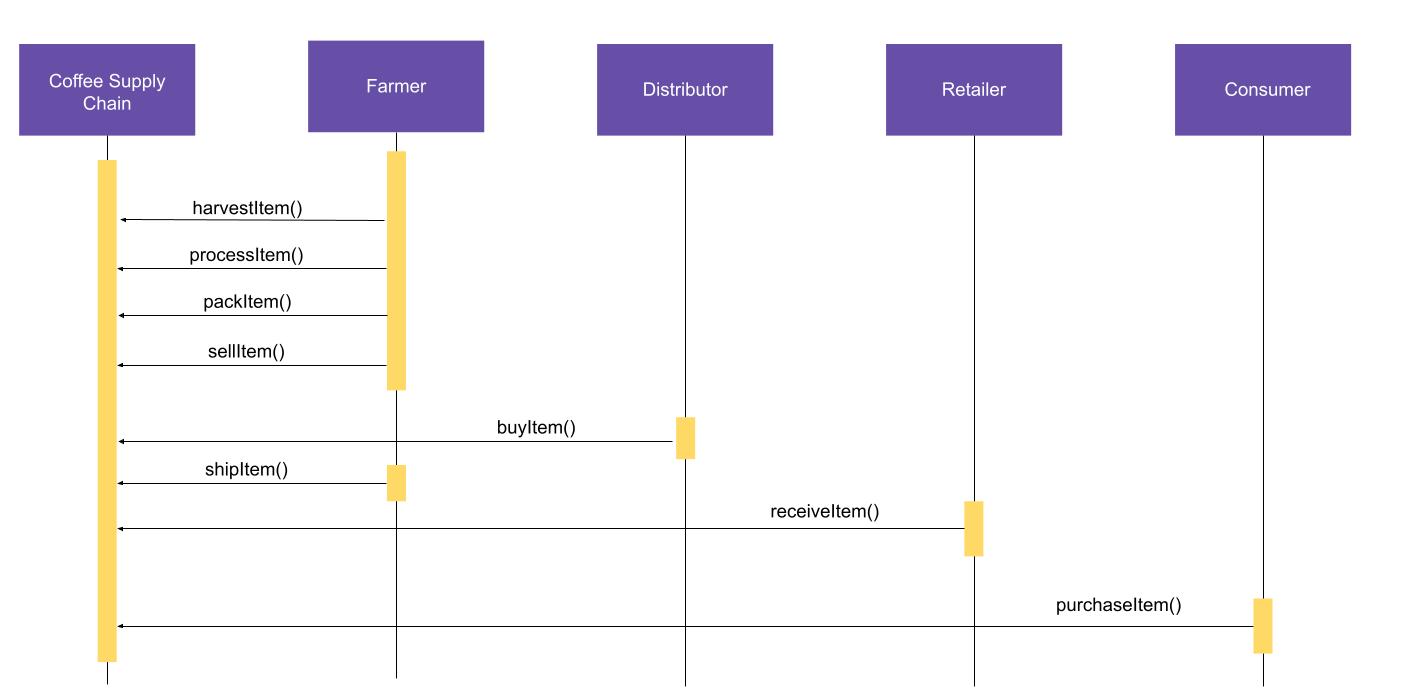 Coffee Supply
Chain
Farmer
Distributor
Retailer
Consumer
harvestItem()
processItem()
packItem()
sellItem()
buyItem()
shipItem()
receiveItem()
purchaseItem()